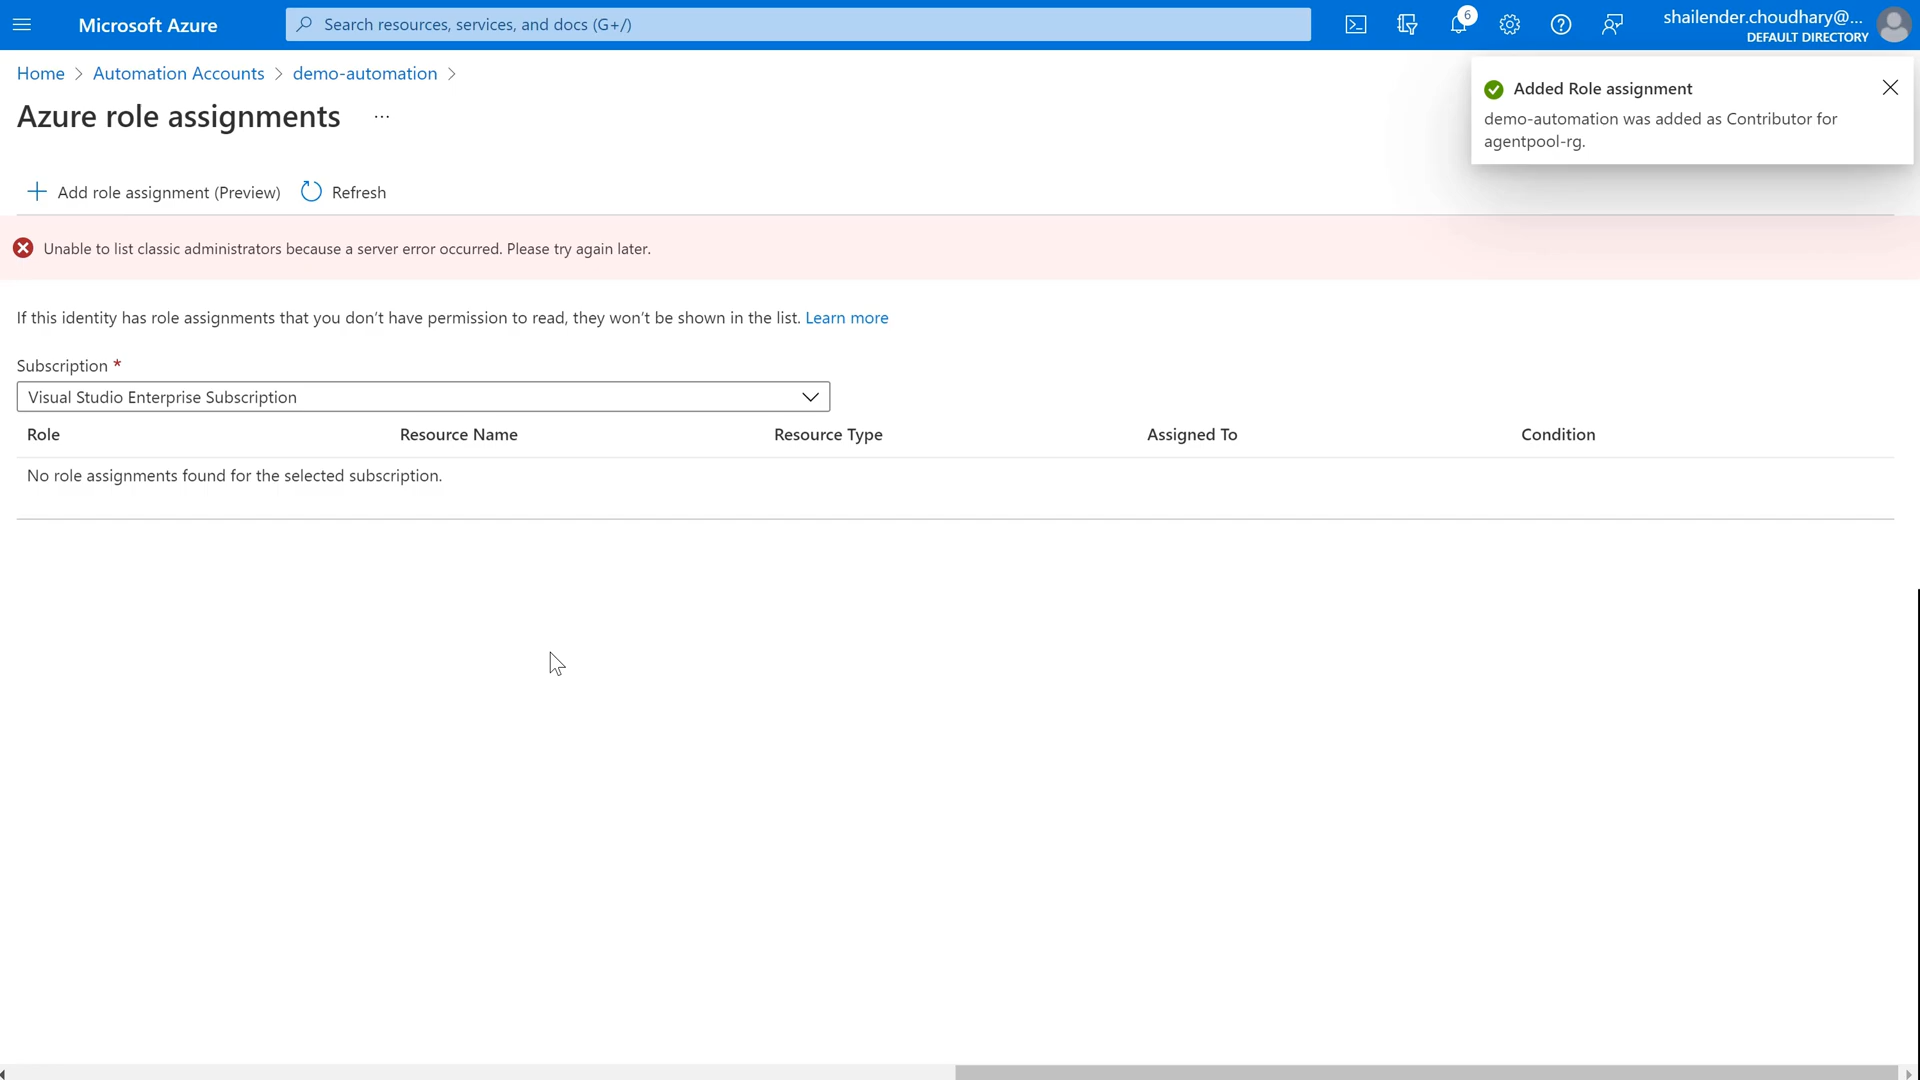 Microsoft Azure
Search resources, services, and docs (G+/)
6
shailender.choudhary@...
DEFAULT DIRECTORY
Home > Automation Accounts > demo-automation >
Azure role assignments ...
Added Role assignment
demo-automation was added as Contributor for
agentpool-rg.
+ Add role assignment (Preview) Refresh
Unable to list classic administrators because a server error occurred. Please try again later.
If this identity has role assignments that you don’t have permission to read, they won’t be shown in the list. Learn more
Subscription *
Visual Studio Enterprise Subscription
Role Resource Name Resource Type Assigned To Condition
No role assignments found for the selected subscription.